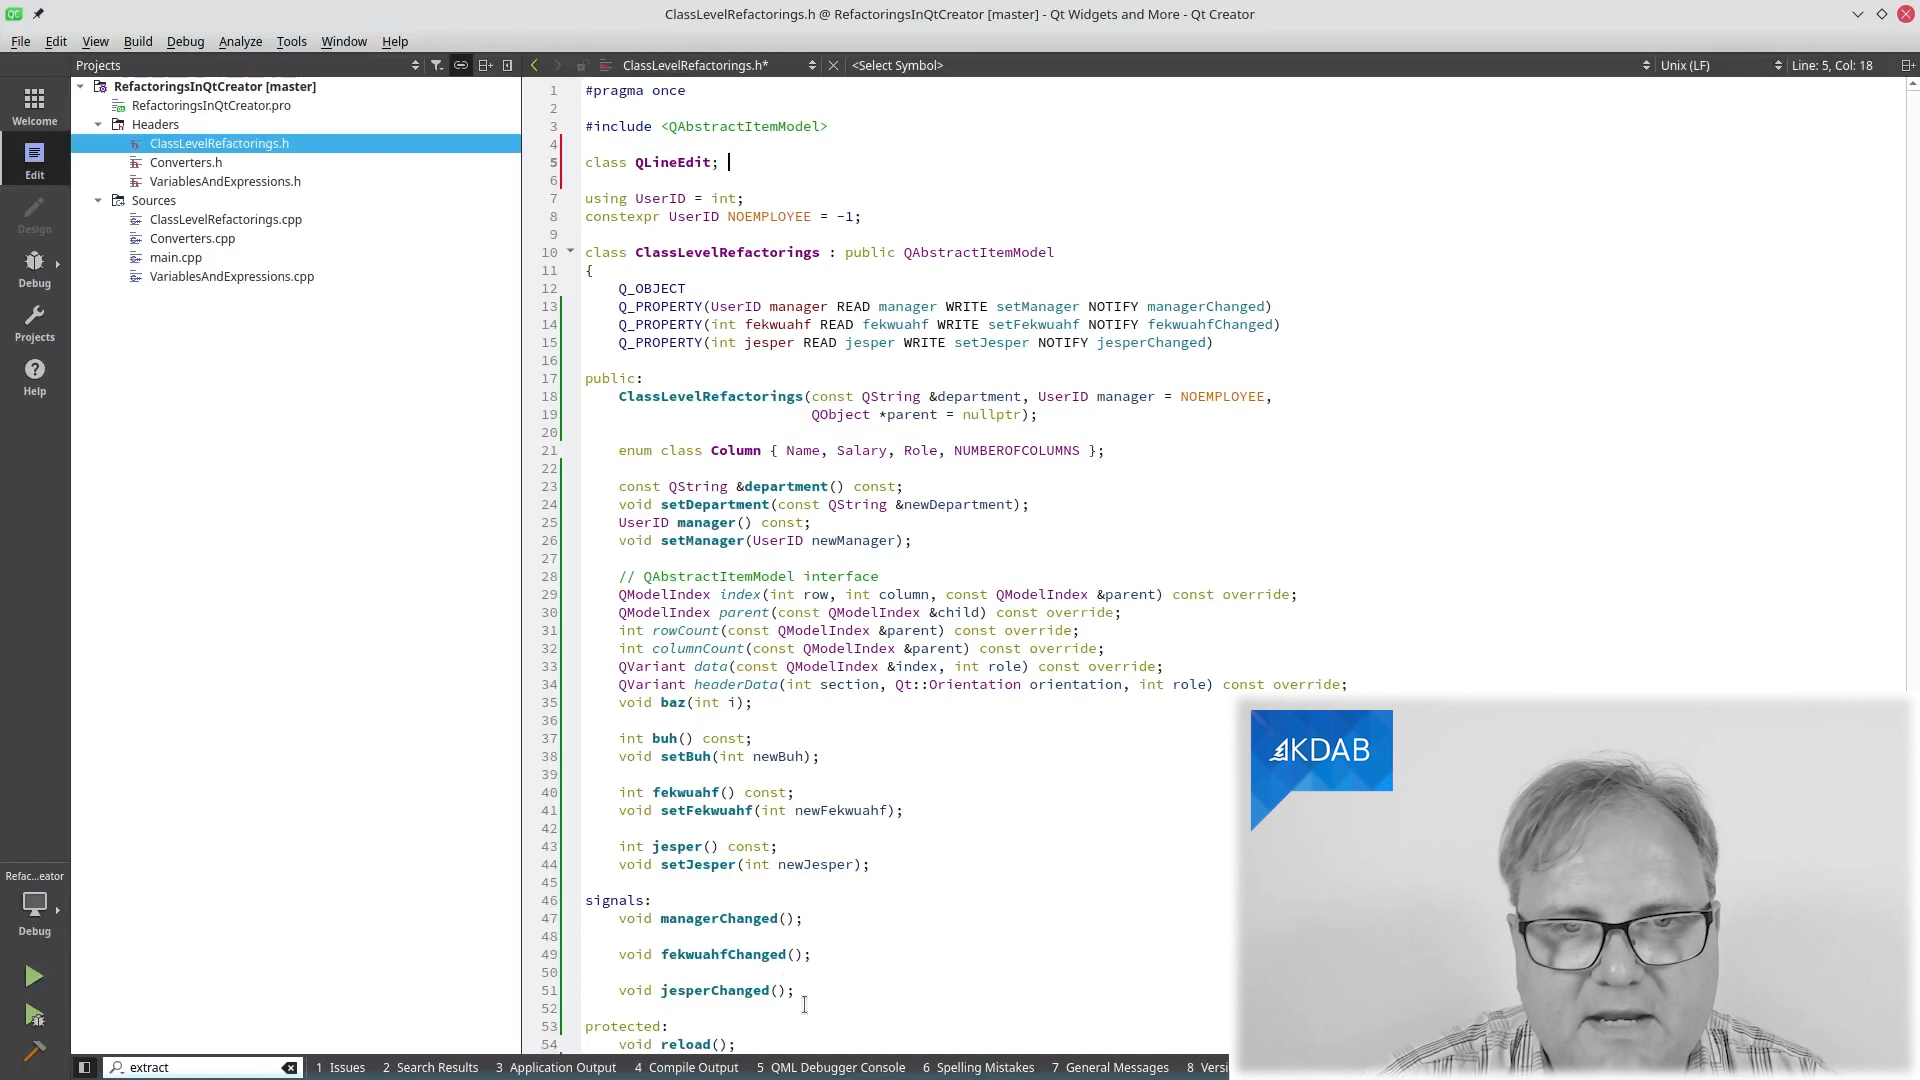 ClassLevelRefactorings.h @ RefactoringsInQtCreator [master] - Qt Widgets and More - Qt Creator
File Edit View Build Debug Analyze Tools Window Help
Projects
ClassLevelRefactorings.h*
<Select Symbol>
Unix (LF)
Line: 5, Col: 18
Welcome
Edit
Design
Debug
Projects
Help
Refac...eator
Debug
RefactoringsInQtCreator [master]
RefactoringsInQtCreator.pro
Headers
ClassLevelRefactorings.h
Converters.h
VariablesAndExpressions.h
Sources
ClassLevelRefactorings.cpp
Converters.cpp
main.cpp
VariablesAndExpressions.cpp
1 #pragma once
2
3 #include <QAbstractItemModel>
4
5 class QLineEdit;
6
7 using UserID = int;
8 constexpr UserID NOEMPLOYEE = -1;
9
10 class ClassLevelRefactorings : public QAbstractItemModel
11 {
12 Q_OBJECT
13 Q_PROPERTY(UserID manager READ manager WRITE setManager NOTIFY managerChanged)
14 Q_PROPERTY(int fekwuahf READ fekwuahf WRITE setFekwuahf NOTIFY fekwuahfChanged)
15 Q_PROPERTY(int jesper READ jesper WRITE setJesper NOTIFY jesperChanged)
16
17 public:
18 ClassLevelRefactorings(const QString &department, UserID manager = NOEMPLOYEE,
19 QObject *parent = nullptr);
20
21 enum class Column { Name, Salary, Role, NUMBEROFCOLUMNS };
22
23 const QString &department() const;
24 void setDepartment(const QString &newDepartment);
25 UserID manager() const;
26 void setManager(UserID newManager);
27
28 // QAbstractItemModel interface
29 QModelIndex index(int row, int column, const QModelIndex &parent) const override;
30 QModelIndex parent(const QModelIndex &child) const override;
31 int rowCount(const QModelIndex &parent) const override;
32 int columnCount(const QModelIndex &parent) const override;
33 QVariant data(const QModelIndex &index, int role) const override;
34 QVariant headerData(int section, Qt::Orientation orientation, int role) const override;
35 void baz(int i);
36
37 int buh() const;
38 void setBuh(int newBuh);
39
40 int fekwuahf() const;
41 void setFekwuahf(int newFekwuahf);
42
43 int jesper() const;
44 void setJesper(int newJesper);
45
46 signals:
47 void managerChanged();
48
49 void fekwuahfChanged();
50
51 void jesperChanged();
52
53 protected:
54 void reload();
KDAB
extract
1 Issues 2 Search Results 3 Application Output 4 Compile Output 5 QML Debugger Console 6 Spelling Mistakes 7 General Messages 8 Versi